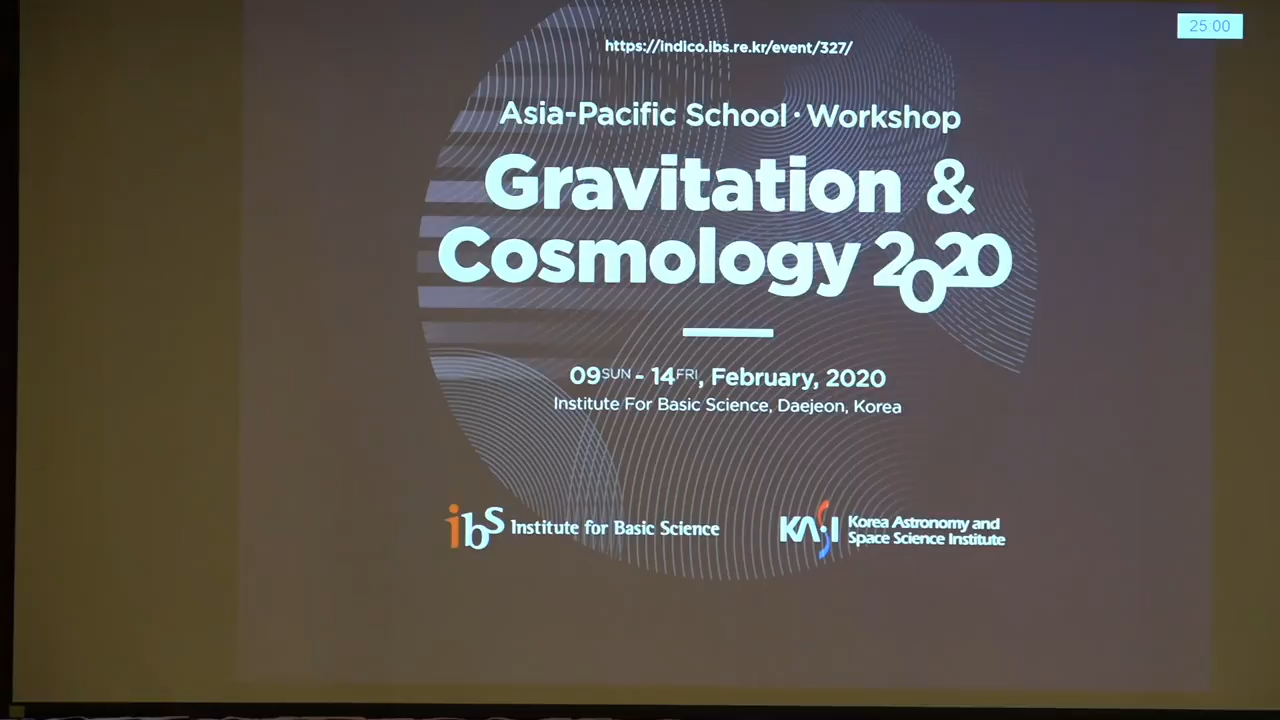 25:00
https://indico.ibs.re.kr/event/327/
Asia-Pacific School · Workshop
Gravitation &
Cosmology 2020
09SUN - 14FRI, February, 2020
Institute For Basic Science, Daejeon, Korea
ibs Institute for Basic Science
KASI Korea Astronomy and
Space Science Institute